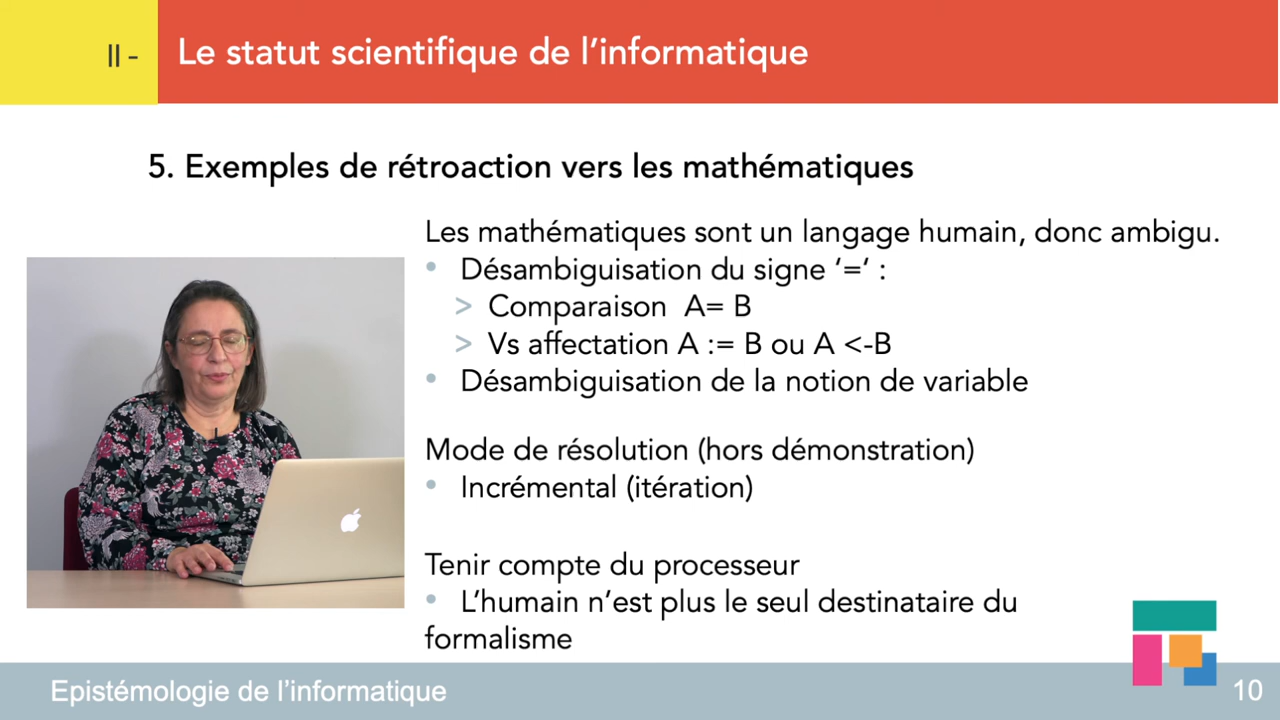 II -
Le statut scientifique de l’informatique
5. Exemples de rétroaction vers les mathématiques
Les mathématiques sont un langage humain, donc ambigu.
• Désambiguisation du signe ‘=‘ :
> Comparaison A= B
> Vs affectation A := B ou A <-B
• Désambiguisation de la notion de variable
Mode de résolution (hors démonstration)
• Incrémental (itération)
Tenir compte du processeur
• L’humain n’est plus le seul destinataire du
formalisme
Epistémologie de l’informatique
10